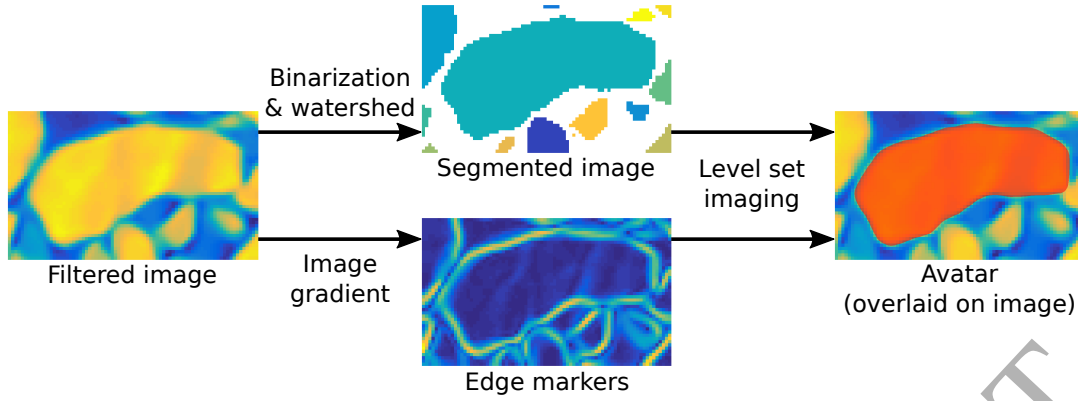 Binarization
& watershed
Segmented image
Level set
imaging
Filtered image
Image
gradient
Avatar
(overlaid on image)
Edge markers
T